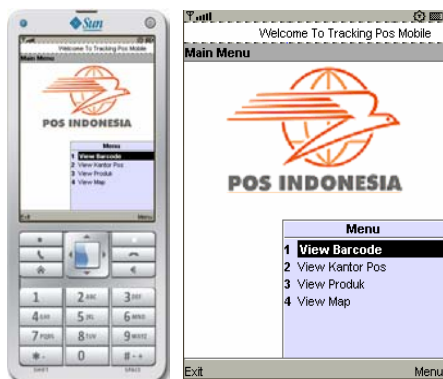 Sun
Welcome To Tracking Pos Mobile
Main Menu
POS INDONESIA
Menu
1 View Barcode
2 View Kantor Pos
3 View Produk
4 View Map
Exit Menu
1
2 ABC
3 DEF
4 GHI
5 JKL
6 MNO
7 PQRS
8 TUV
9 WXYZ
* .
0
# - +
SHIFT
SPACE
Welcome To Tracking Pos Mobile
Main Menu
POS INDONESIA
Menu
1 View Barcode
2 View Kantor Pos
3 View Produk
4 View Map
Exit Menu